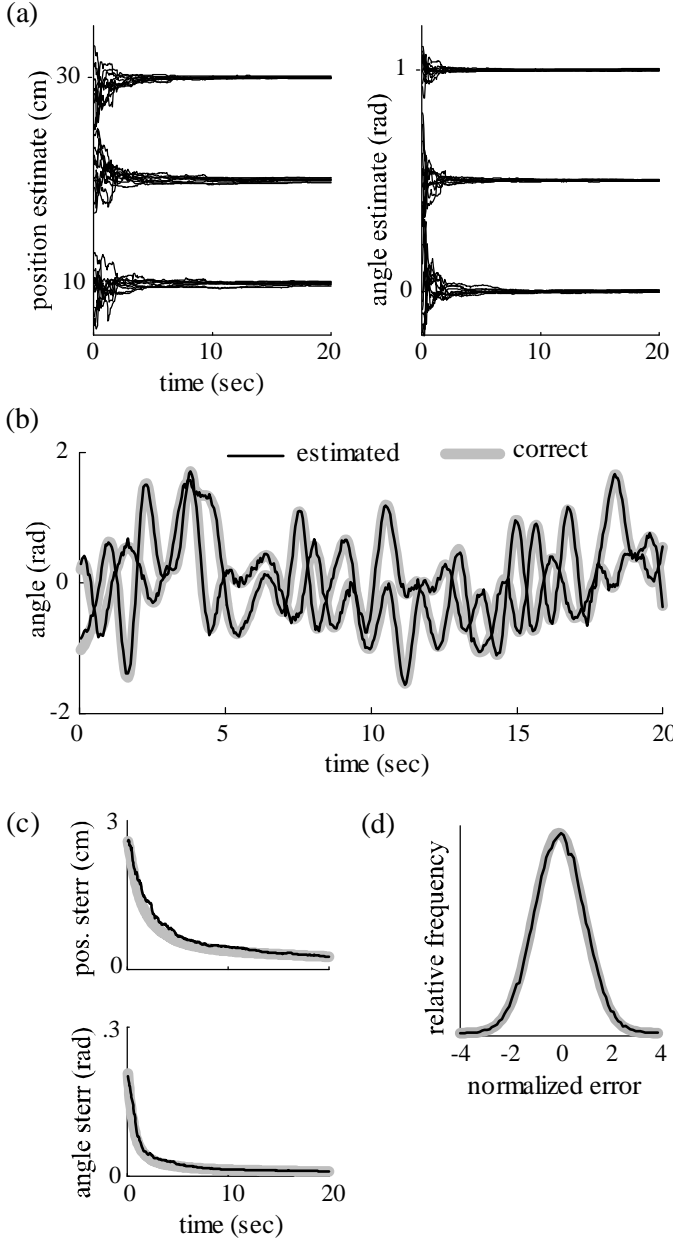 (a)
position estimate (cm)
30
10
0
10
20
time (sec)
angle estimate (rad)
1
0
0
10
20
(b)
estimated
correct
angle (rad)
2
0
-2
0
5
10
15
20
time (sec)
(c)
pos. sterr (cm)
3
0
angle sterr (rad)
.3
0
0
10
20
time (sec)
(d)
relative frequency
-4
-2
0
2
4
normalized error